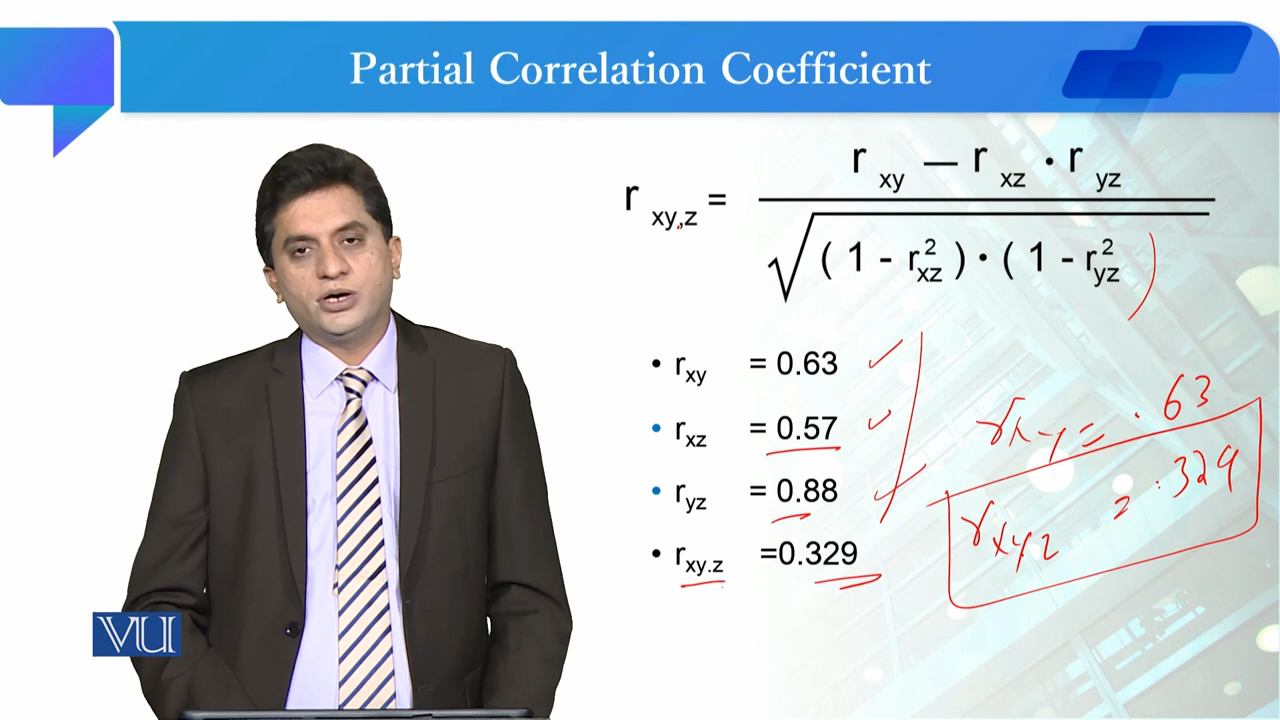 Partial Correlation Coefficient
r xy,z = r xy — r xz · r yz
√ ( 1 - r²xz ) · ( 1 - r²yz )
• rxy = 0.63
• rxz = 0.57
• ryz = 0.88
• rxy.z =0.329
rxy = .63
rxyz = .329
VU